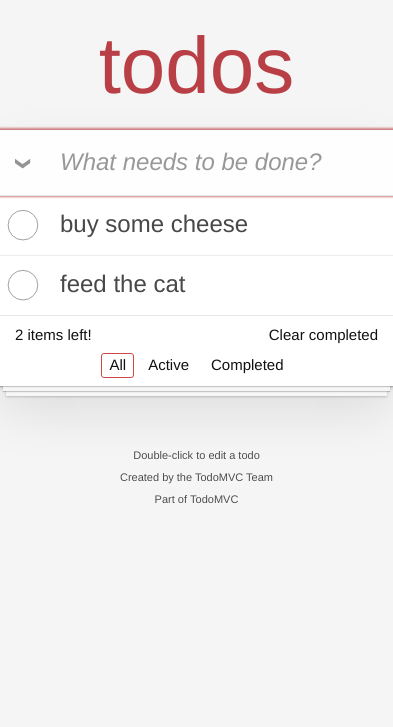 todos
What needs to be done?
buy some cheese
feed the cat
2 items left!
Clear completed
All
Active
Completed
Double-click to edit a todo
Created by the TodoMVC Team
Part of TodoMVC